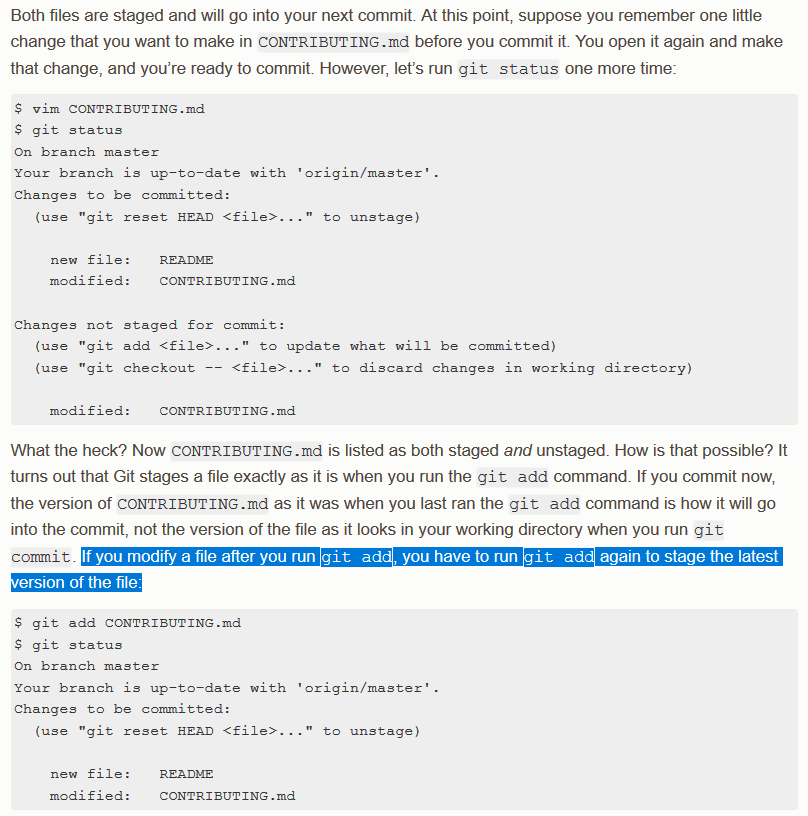 Both files are staged and will go into your next commit. At this point, suppose you remember one little
change that you want to make in CONTRIBUTING.md before you commit it. You open it again and make
that change, and you’re ready to commit. However, let’s run git status one more time:
$ vim CONTRIBUTING.md
$ git status
On branch master
Your branch is up-to-date with 'origin/master'.
Changes to be committed:
  (use "git reset HEAD <file>..." to unstage)
    new file:   README
    modified:   CONTRIBUTING.md
Changes not staged for commit:
  (use "git add <file>..." to update what will be committed)
  (use "git checkout -- <file>..." to discard changes in working directory)
    modified:   CONTRIBUTING.md
What the heck? Now CONTRIBUTING.md is listed as both staged and unstaged. How is that possible? It
turns out that Git stages a file exactly as it is when you run the git add command. If you commit now,
the version of CONTRIBUTING.md as it was when you last ran the git add command is how it will go
into the commit, not the version of the file as it looks in your working directory when you run git
commit. If you modify a file after you run git add, you have to run git add again to stage the latest
version of the file:
$ git add CONTRIBUTING.md
$ git status
On branch master
Your branch is up-to-date with 'origin/master'.
Changes to be committed:
  (use "git reset HEAD <file>..." to unstage)
    new file:   README
    modified:   CONTRIBUTING.md